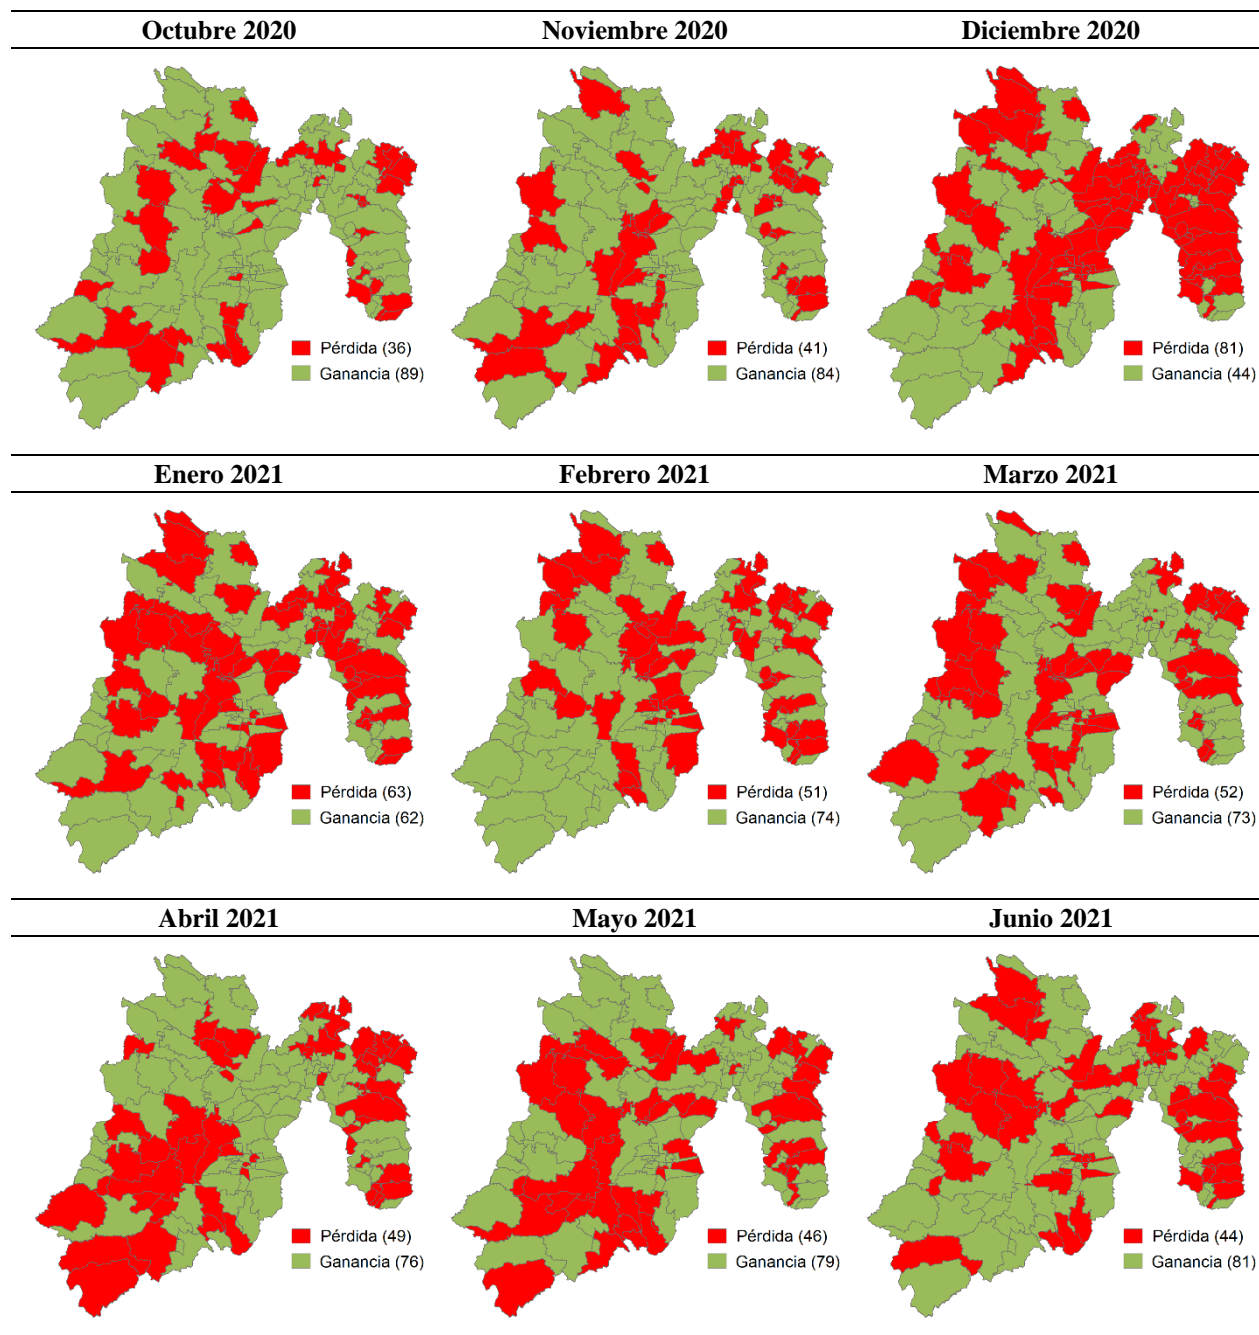 Octubre 2020
Noviembre 2020
Diciembre 2020
Pérdida (36)
Ganancia (89)
Pérdida (41)
Ganancia (84)
Pérdida (81)
Ganancia (44)
Enero 2021
Febrero 2021
Marzo 2021
Pérdida (63)
Ganancia (62)
Pérdida (51)
Ganancia (74)
Pérdida (52)
Ganancia (73)
Abril 2021
Mayo 2021
Junio 2021
Pérdida (49)
Ganancia (76)
Pérdida (46)
Ganancia (79)
Pérdida (44)
Ganancia (81)